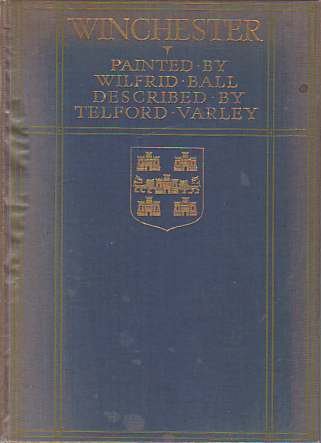 WINCHESTER
PAINTED · BY
WILFRID · BALL
DESCRIBED · BY
TELFORD · VARLEY